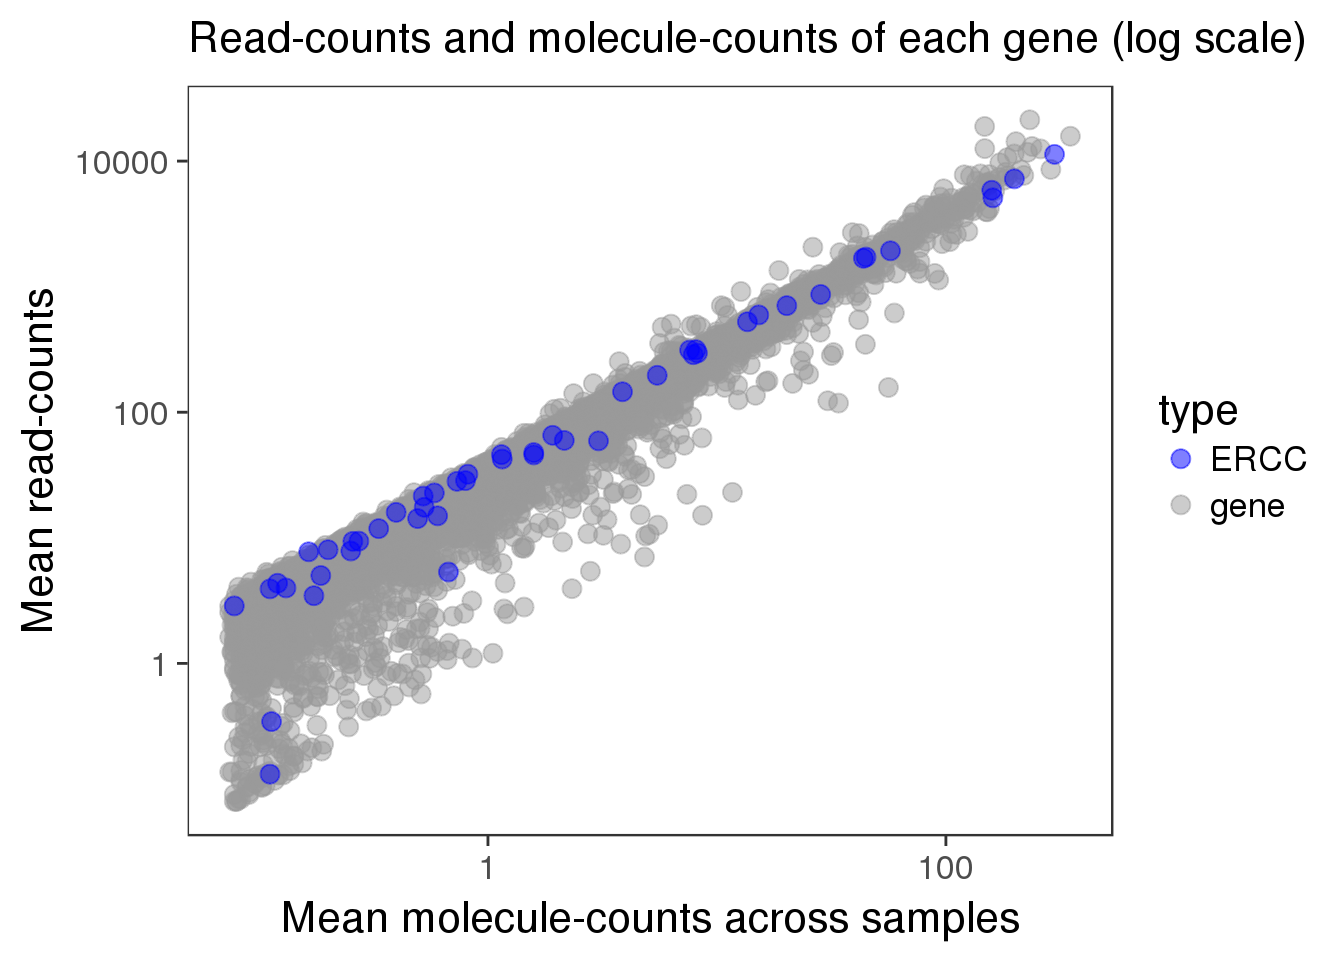 Read-counts and molecule-counts of each gene (log scale)
Mean read-counts
10000
100
1
1
100
Mean molecule-counts across samples
type
ERCC
gene